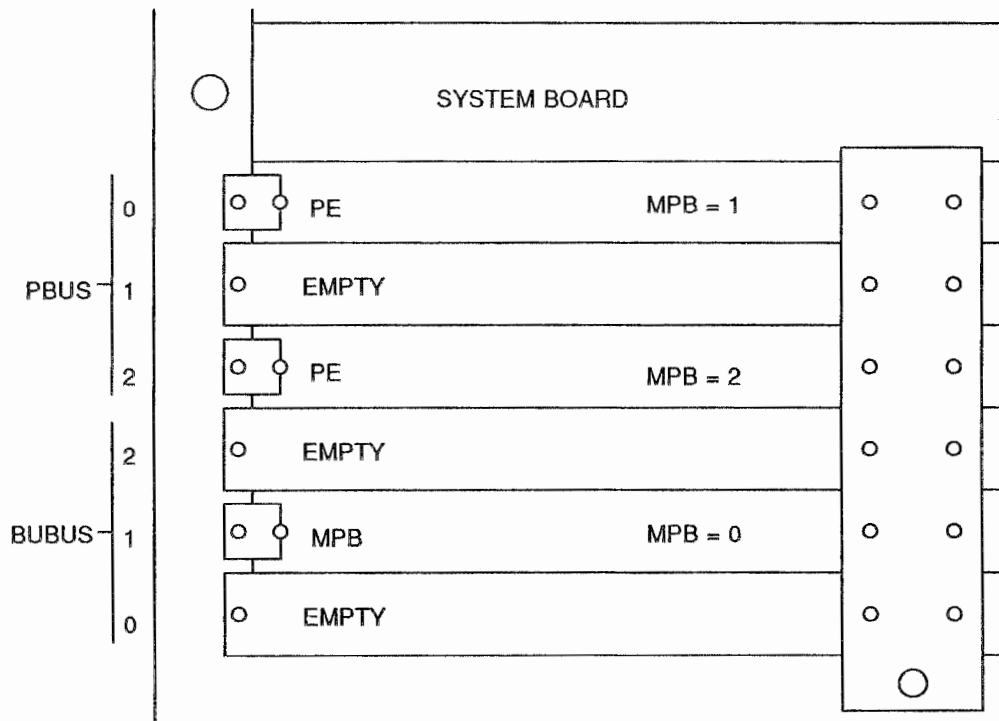 SYSTEM BOARD
0 PE MPB = 1
PBUS 1 EMPTY
2 PE MPB = 2
2 EMPTY
BUBUS 1 MPB MPB = 0
0 EMPTY